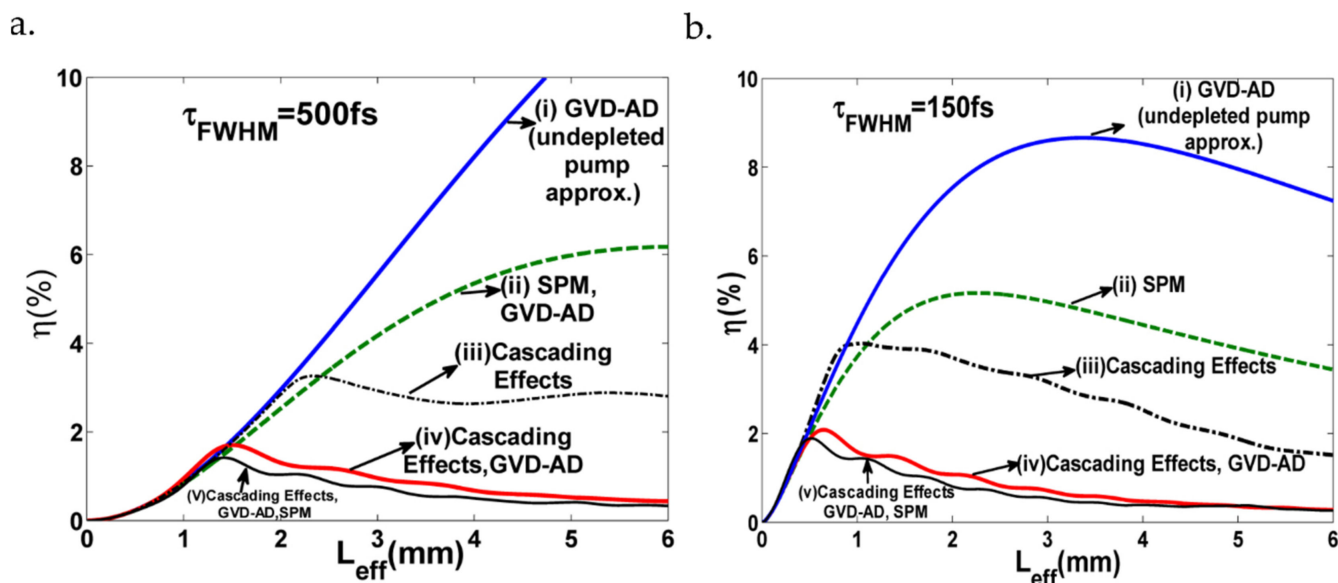 a.
τFWHM=500fs
(i) GVD-AD
(undepleted
pump
approx.)
(ii) SPM,
GVD-AD
(iii)Cascading
Effects
(iv)Cascading
Effects,GVD-AD
(V)Cascading Effects,
GVD-AD,SPM
η(%)
10
8
6
4
2
0
0 1 2 3 4 5 6
Leff(mm)
b.
τFWHM=150fs
(i) GVD-AD
(undepleted pump
approx.)
(ii) SPM
(iii)Cascading Effects
(iv)Cascading Effects, GVD-AD
(v)Cascading Effects
GVD-AD, SPM
η(%)
10
8
6
4
2
0
0 1 2 3 4 5 6
Leff(mm)